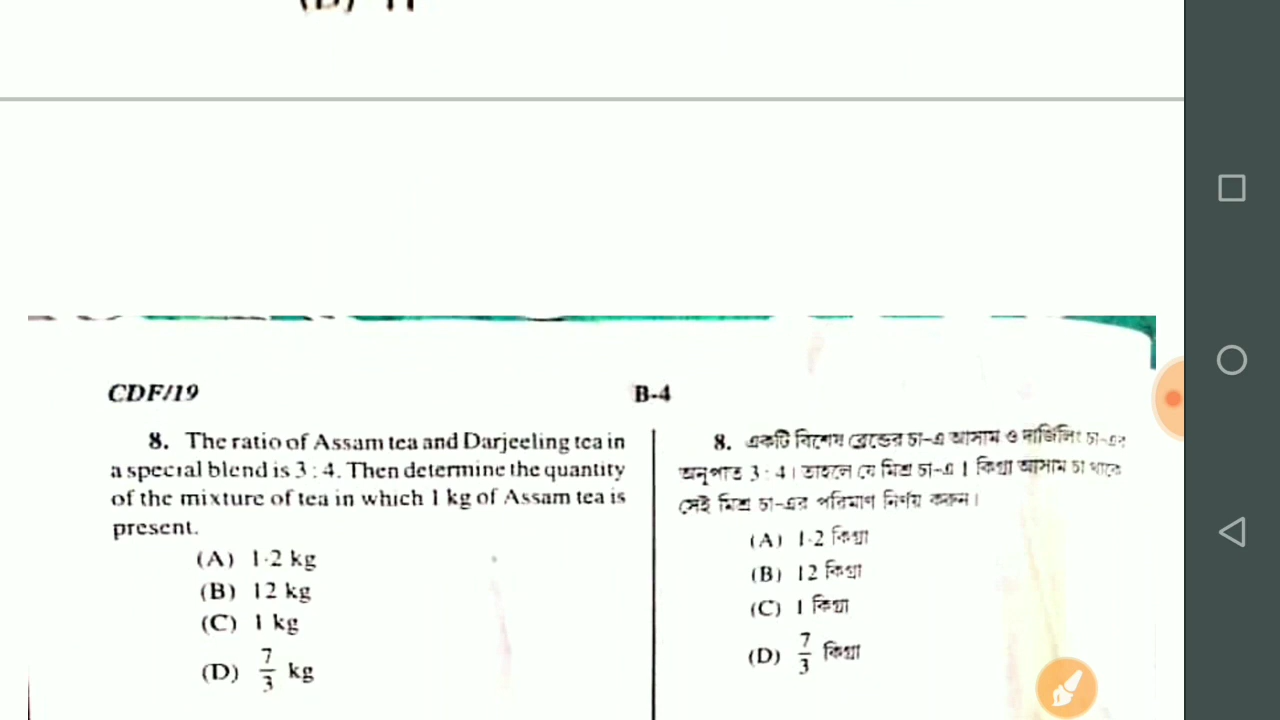 CDF/19
B-4
8. The ratio of Assam tea and Darjeeling tea in
a special blend is 3 : 4. Then determine the quantity
of the mixture of tea in which 1 kg of Assam tea is
present.
(A) 1·2 kg
(B) 12 kg
(C) 1 kg
(D) 7/3 kg
8. একটি বিশেষ ব্লেন্ডের চা-এ আসাম ও দার্জিলিং চা-এর
অনুপাত 3 : 4। তাহলে যে মিশ্র চা-এ 1 কিগ্রা আসাম চা থাকে
সেই মিশ্র চা-এর পরিমাণ নির্ণয় করুন।
(A) 1·2 কিগ্রা
(B) 12 কিগ্রা
(C) 1 কিগ্রা
(D) 7/3 কিগ্রা